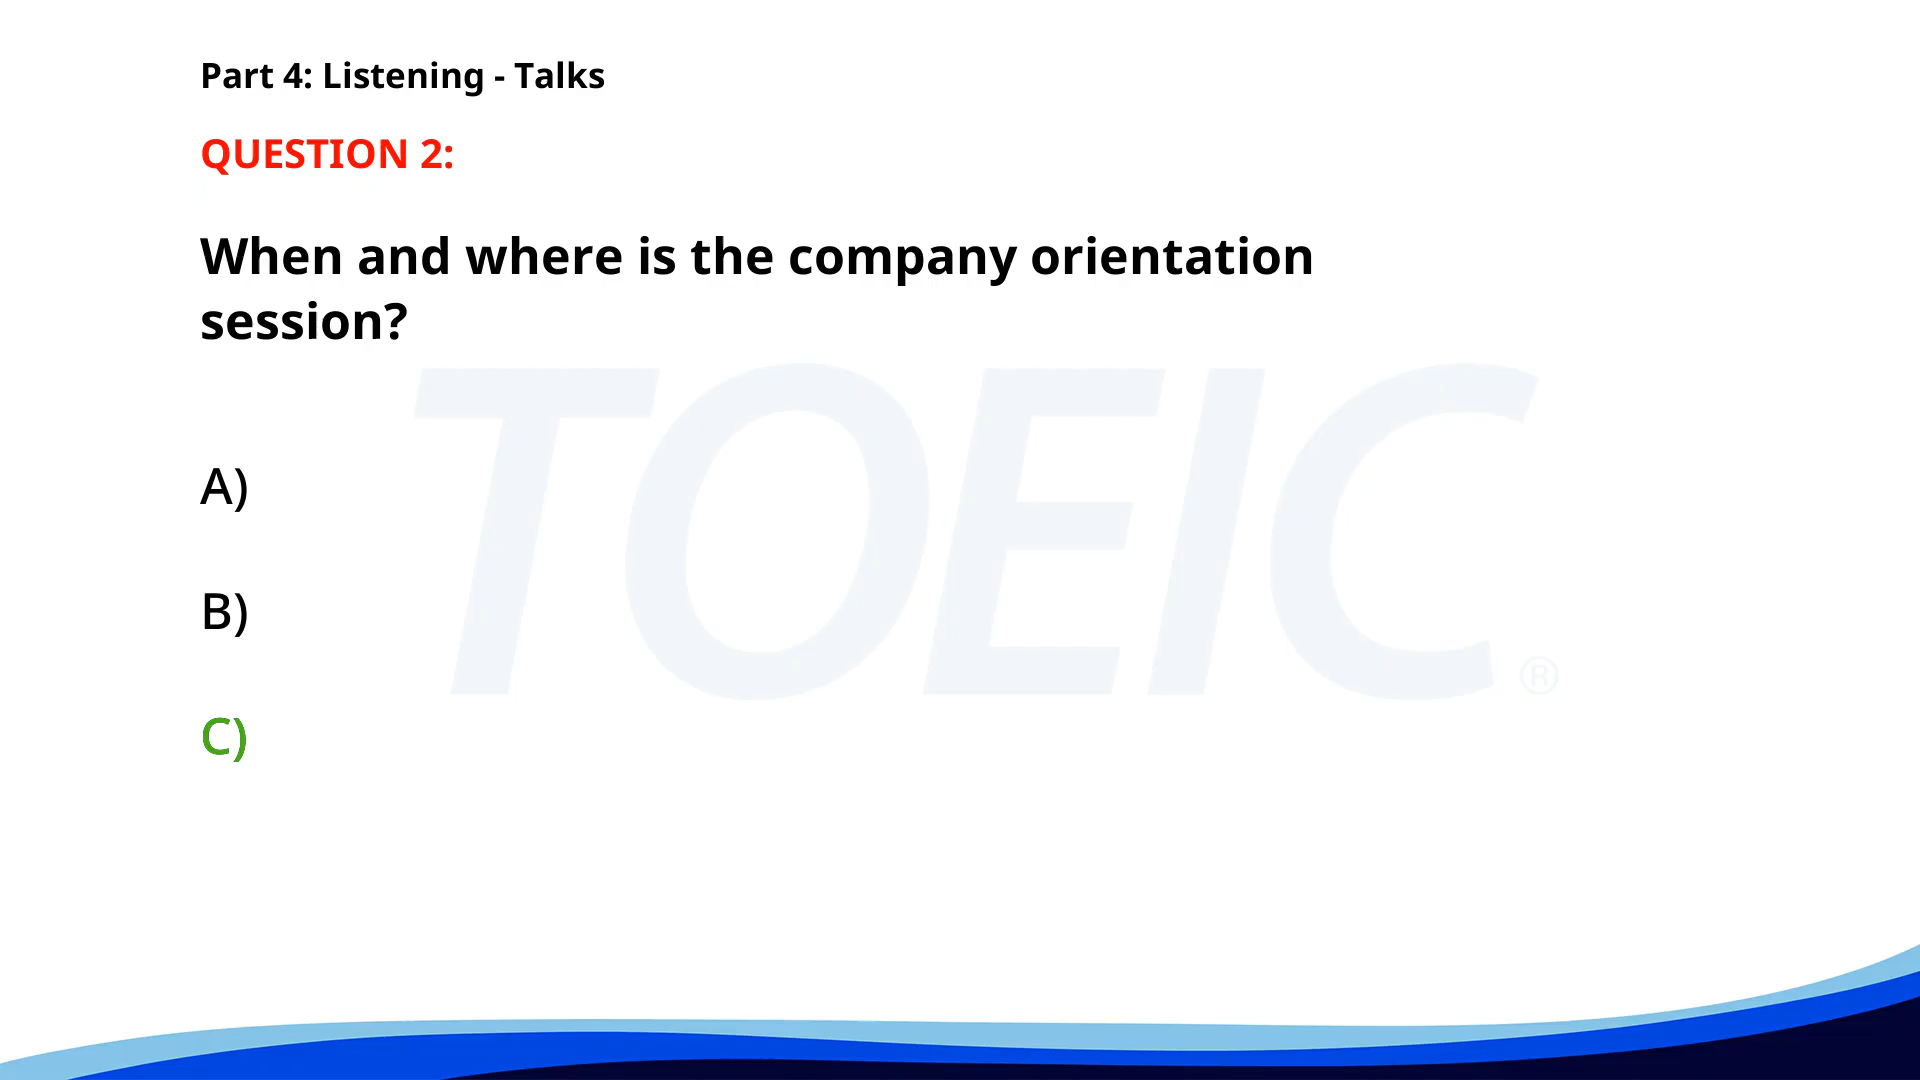 Part 4: Listening - Talks
QUESTION 2:
When and where is the company orientation
session?
A)
B)
C)
TOEIC®